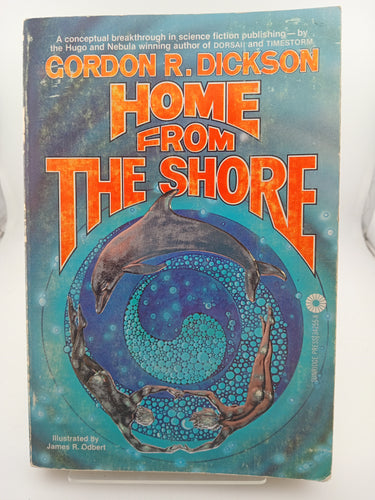 A conceptual breakthrough in science fiction publishing—by
the Hugo and Nebula winning author of DORSAI! and TIMESTORM.
GORDON R. DICKSON
HOME
FROM
THE SHORE
Illustrated by
James R. Odbert